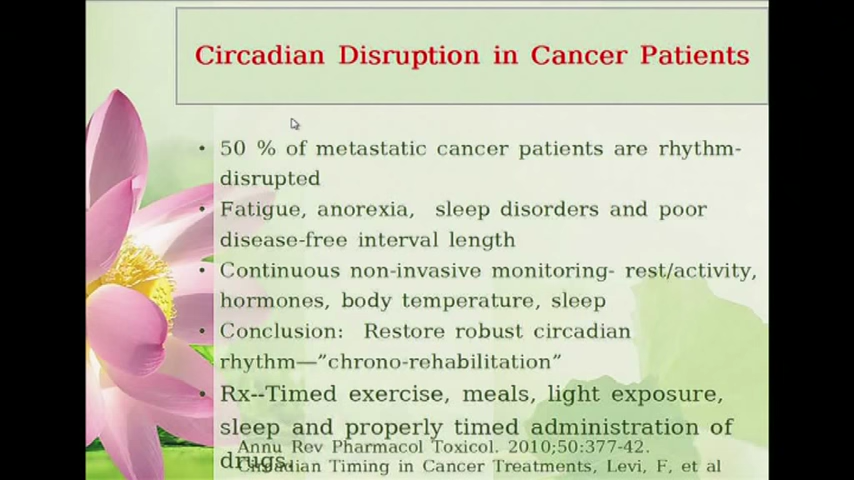 Circadian Disruption in Cancer Patients
• 50 % of metastatic cancer patients are rhythm-
disrupted
• Fatigue, anorexia, sleep disorders and poor
disease-free interval length
• Continuous non-invasive monitoring- rest/activity,
hormones, body temperature, sleep
• Conclusion: Restore robust circadian
rhythm—”chrono-rehabilitation”
• Rx--Timed exercise, meals, light exposure,
sleep and properly timed administration of
drugs.
Annu Rev Pharmacol Toxicol. 2010;50:377-42.
Circadian Timing in Cancer Treatments, Levi, F, et al